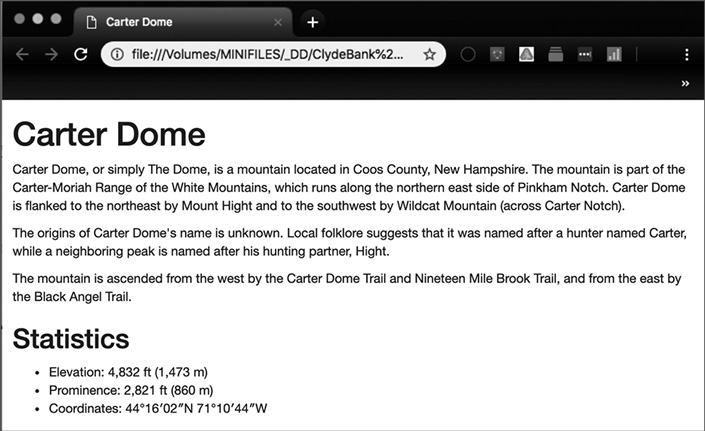 Carter Dome
file:///Volumes/MINIFILES/_DD/ClydeBank%2...
Carter Dome
Carter Dome, or simply The Dome, is a mountain located in Coos County, New Hampshire. The mountain is part of the
Carter-Moriah Range of the White Mountains, which runs along the northern east side of Pinkham Notch. Carter Dome
is flanked to the northeast by Mount Hight and to the southwest by Wildcat Mountain (across Carter Notch).
The origins of Carter Dome's name is unknown. Local folklore suggests that it was named after a hunter named Carter,
while a neighboring peak is named after his hunting partner, Hight.
The mountain is ascended from the west by the Carter Dome Trail and Nineteen Mile Brook Trail, and from the east by
the Black Angel Trail.
Statistics
• Elevation: 4,832 ft (1,473 m)
• Prominence: 2,821 ft (860 m)
• Coordinates: 44°16′02″N 71°10′44″W